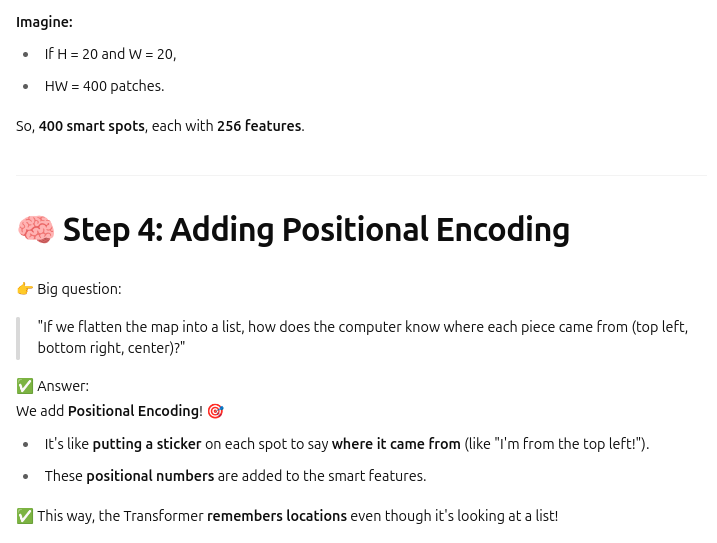 Imagine:
• If H = 20 and W = 20,
• HW = 400 patches.
So, 400 smart spots, each with 256 features.
🧠 Step 4: Adding Positional Encoding
👉 Big question:
"If we flatten the map into a list, how does the computer know where each piece came from (top left,
bottom right, center)?"
✅ Answer:
We add Positional Encoding! 🎯
• It's like putting a sticker on each spot to say where it came from (like "I'm from the top left!").
• These positional numbers are added to the smart features.
✅ This way, the Transformer remembers locations even though it's looking at a list!